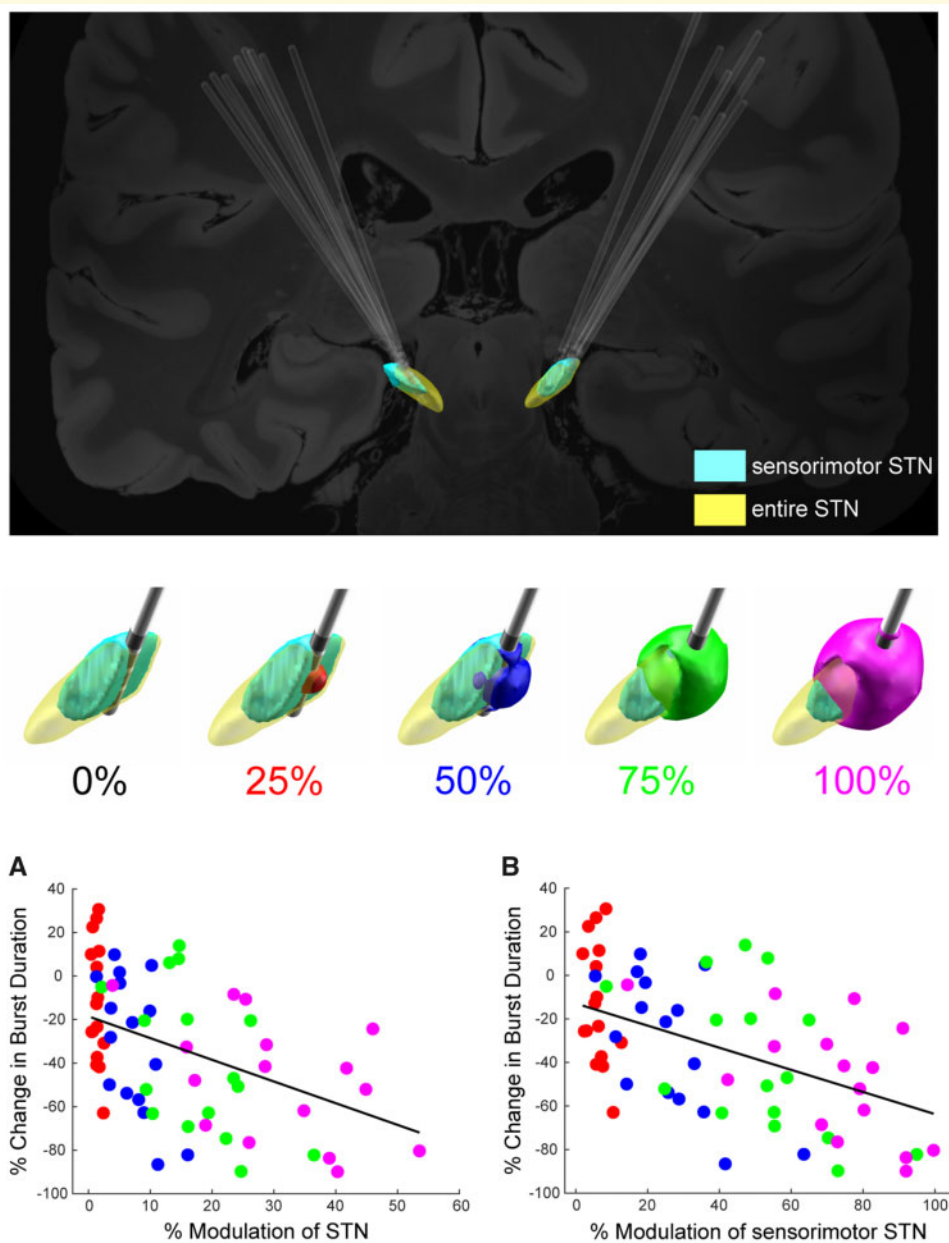 sensorimotor STN
entire STN
0% 25% 50% 75% 100%
A
% Change in Burst Duration
40
20
0
-20
-40
-60
-80
-100
0 10 20 30 40 50 60
% Modulation of STN
B
% Change in Burst Duration
40
20
0
-20
-40
-60
-80
-100
0 20 40 60 80 100
% Modulation of sensorimotor STN